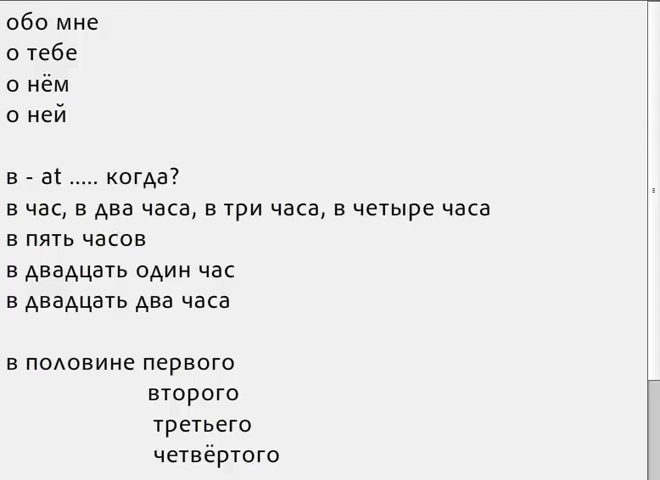 обо мне
о тебе
о нём
о ней
в - at ..... когда?
в час, в два часа, в три часа, в четыре часа
в пять часов
в двадцать один час
в двадцать два часа
в половине первого
второго
третьего
четвёртого